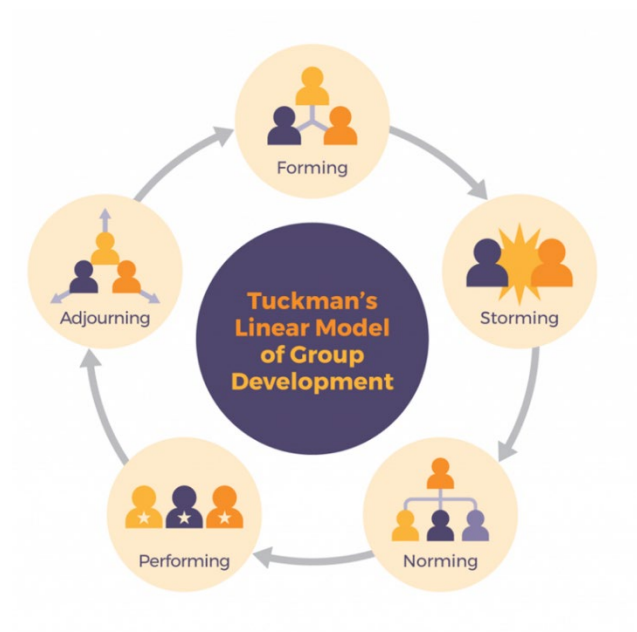 Forming
Storming
Norming
Performing
Adjourning
Tuckman's
Linear Model
of Group
Development